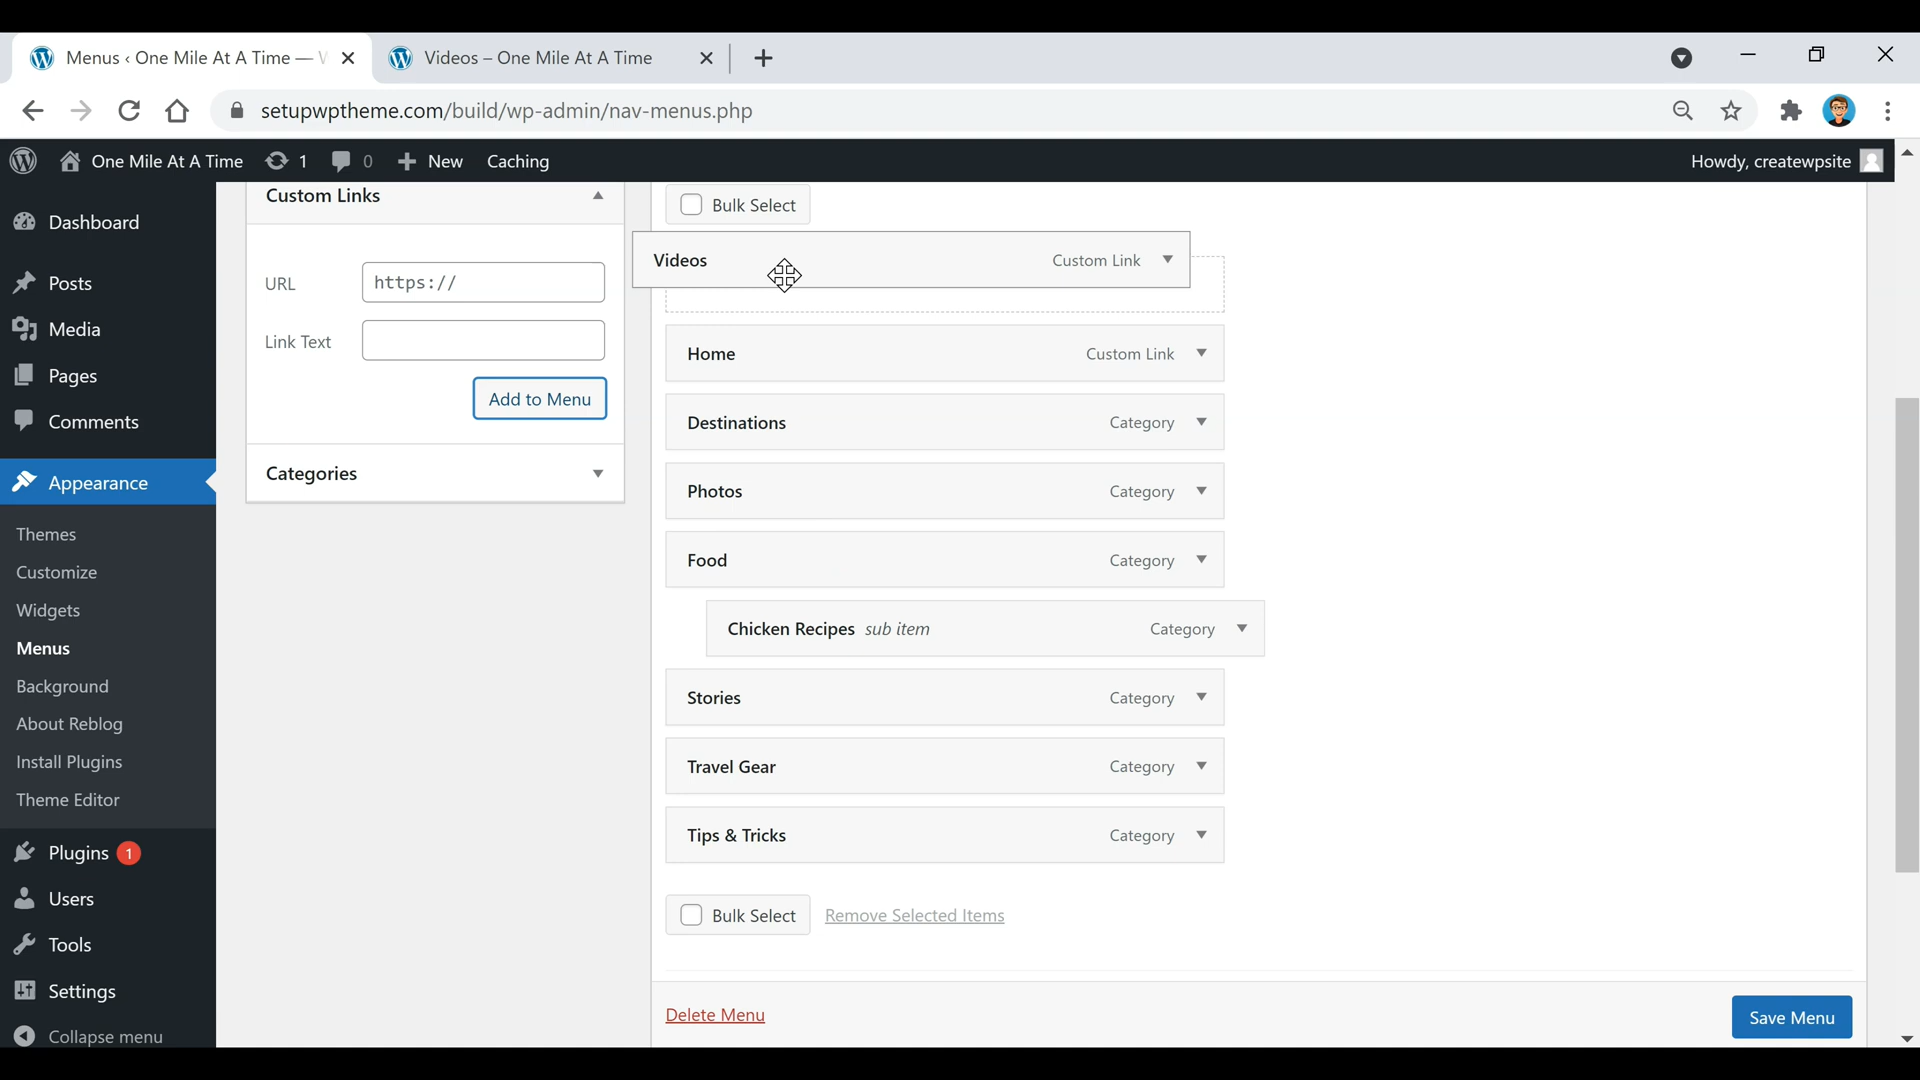 Menus ‹ One Mile At A Time — W
Videos – One Mile At A Time
setupwptheme.com/build/wp-admin/nav-menus.php
One Mile At A Time
1
0
New
Caching
Howdy, createwpsite
Dashboard
Posts
Media
Pages
Comments
Appearance
Themes
Customize
Widgets
Menus
Background
About Reblog
Install Plugins
Theme Editor
Plugins 1
Users
Tools
Settings
Collapse menu
Custom Links
URL
https://
Link Text
Add to Menu
Categories
Bulk Select
Videos Custom Link
Home Custom Link
Destinations Category
Photos Category
Food Category
Chicken Recipes sub item Category
Stories Category
Travel Gear Category
Tips & Tricks Category
Bulk Select Remove Selected Items
Delete Menu
Save Menu